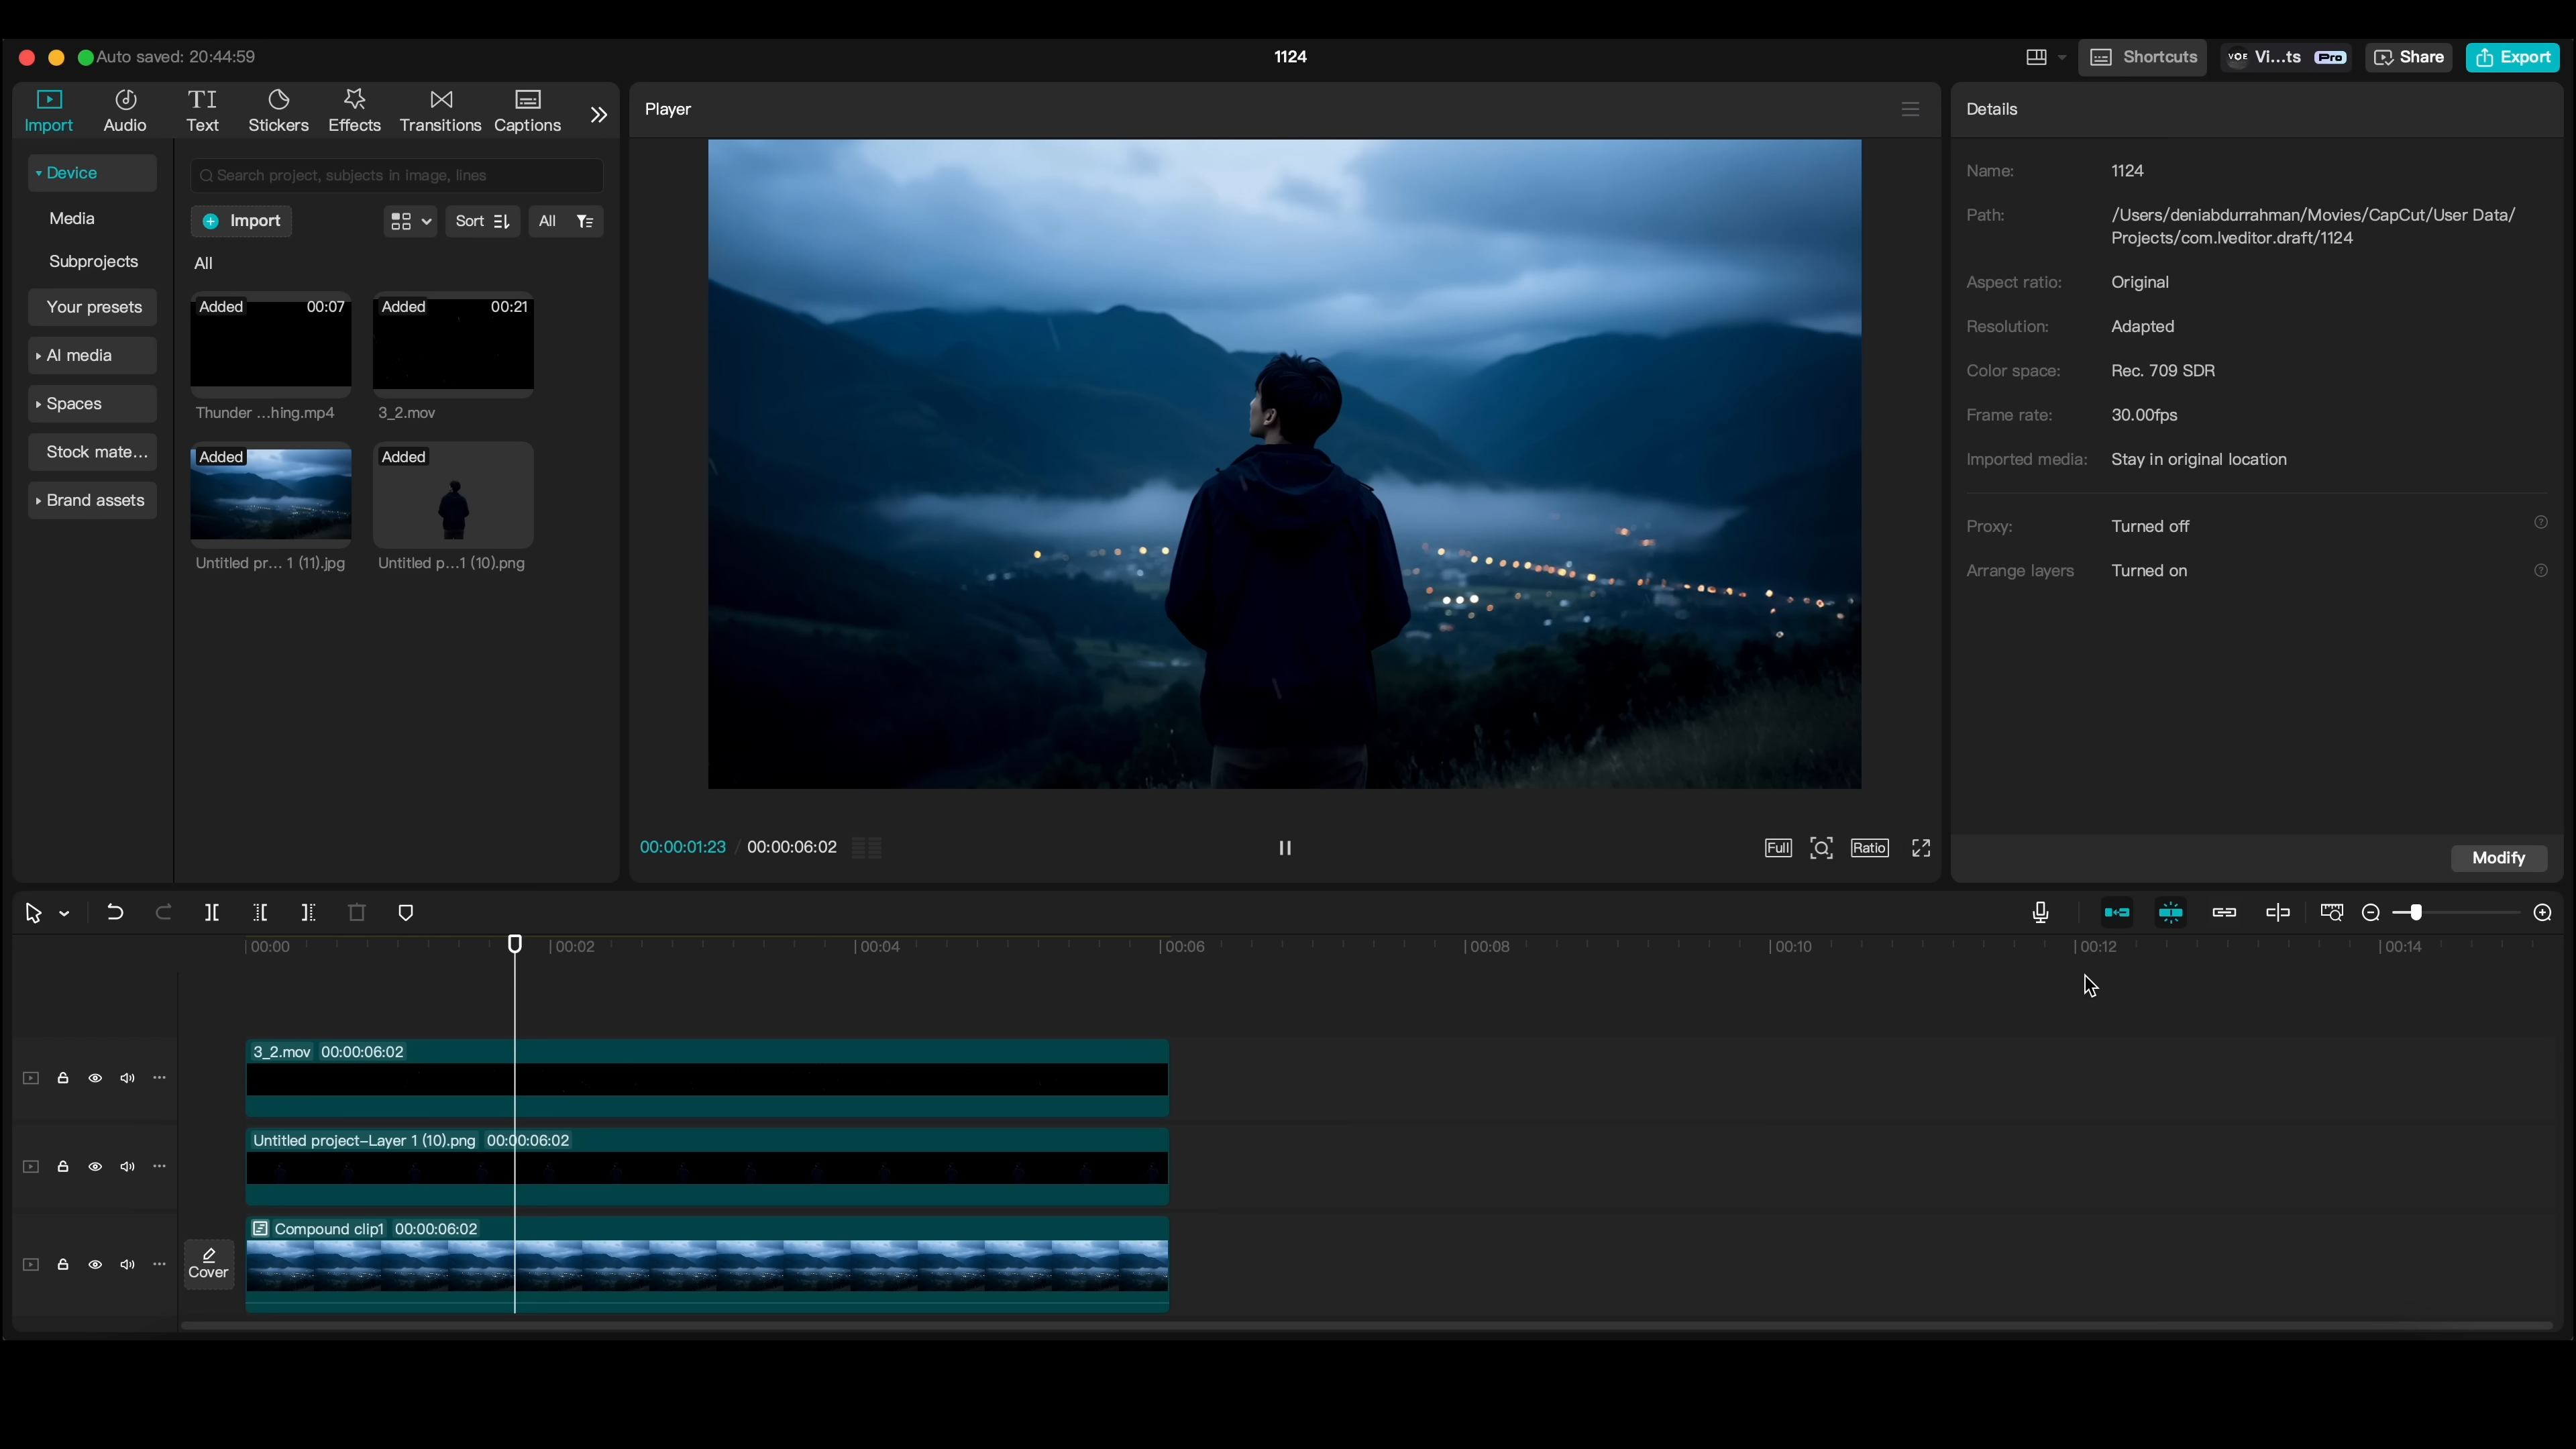 Auto saved: 20:44:59
1124
Shortcuts
VOE Vi...ts Pro
Share
Export
Import
Audio
TI
Text
Stickers
Effects
Transitions
Captions
Device
Media
Subprojects
Your presets
AI media
Spaces
Stock mate...
Brand assets
Search project, subjects in image, lines
Import
Sort
All
All
Added 00:07
Thunder ...hing.mp4
Added 00:21
3_2.mov
Added
Untitled pr... 1 (11).jpg
Added
Untitled p...1 (10).png
Player
00:00:01:23 / 00:00:06:02
Full
Ratio
Details
Name: 1124
Path: /Users/deniabdurrahman/Movies/CapCut/User Data/
Projects/com.lveditor.draft/1124
Aspect ratio: Original
Resolution: Adapted
Color space: Rec. 709 SDR
Frame rate: 30.00fps
Imported media: Stay in original location
Proxy: Turned off
Arrange layers Turned on
Modify
00:00 00:02 00:04 00:06 00:08 00:10 00:12 00:14
3_2.mov 00:00:06:02
Untitled project-Layer 1 (10).png 00:00:06:02
Compound clip1 00:00:06:02
Cover